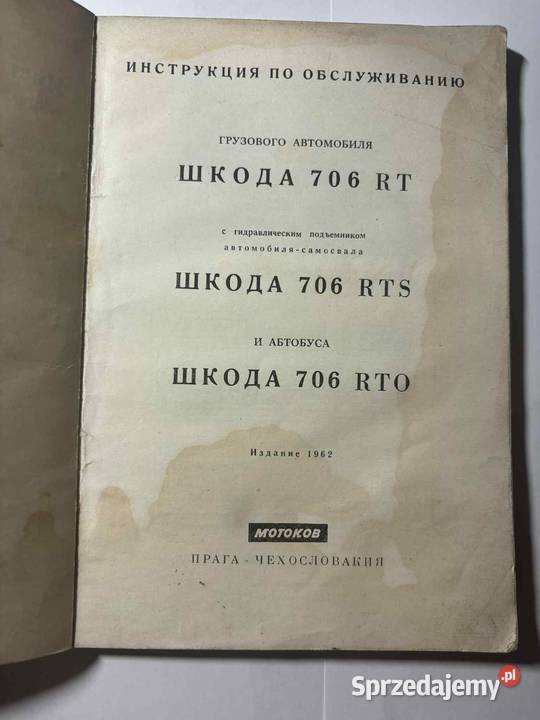 ИНСТРУКЦИЯ ПО ОБСЛУЖИВАНИЮ
ГРУЗОВОГО АВТОМОБИЛЯ
ШКОДА 706 RT
с гидравлическим подъемником
автомобиля-самосвала
ШКОДА 706 RTS
И АБТОБУСА
ШКОДА 706 RTO
Издание 1962
МОТОКОВ
ПРАГА - ЧЕХОСЛОВАКИЯ
Sprzedajemy.pl